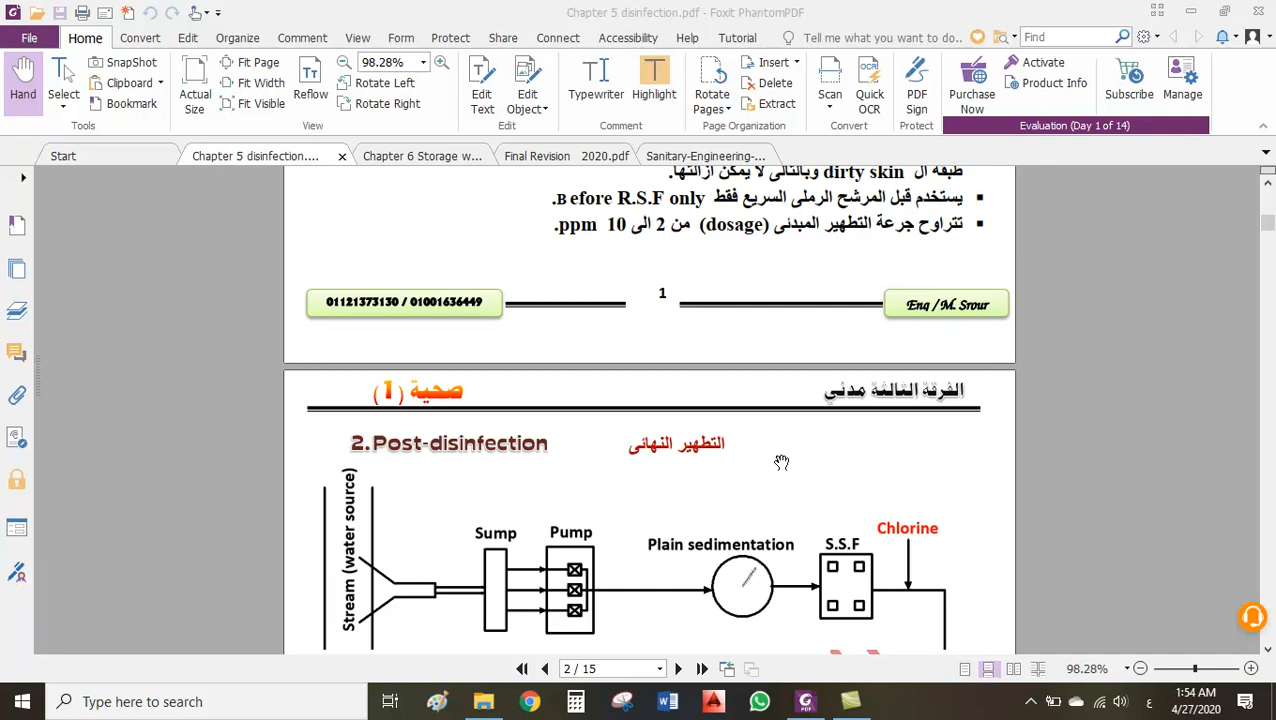 Chapter 5 disinfection.pdf - Foxit PhantomPDF
File Home Convert Edit Organize Comment View Form Protect Share Connect Accessibility Help Tutorial Tell me what you want to do.. Find
Hand
Select
SnapShot
Clipboard
Bookmark
Tools
Actual Size
Fit Page
Fit Width
Fit Visible
Reflow
98.28%
Rotate Left
Rotate Right
View
Edit Text
Edit Object
Edit
Typewriter
Highlight
Comment
Rotate Pages
Insert
Delete
Extract
Page Organization
Scan
Quick OCR
Convert
PDF Sign
Protect
Purchase Now
Activate
Product Info
Subscribe
Manage
Evaluation (Day 1 of 14)
Start
Chapter 5 disinfection....
Chapter 6 Storage w...
Final Revision 2020.pdf
Sanitary-Engineering-...
طبقة ال dirty skin وبالتالى لا يمكن ازالتها.
▪ يستخدم قبل المرشح الرملى السريع فقط Before R.S.F only.
▪ تتراوح جرعة التطهير المبدئى (dosage) من 2 الى 10 ppm.
01121373130 / 01001636449
1
Eng / M. Srour
صحية (1)
الفرقة الثالثة مدني
2.Post-disinfection
التطهير النهائى
Stream (water source)
Sump
Pump
Plain sedimentation
S.S.F
Chlorine
2 / 15
98.28%
Type here to search
ع
1:54 AM
4/27/2020